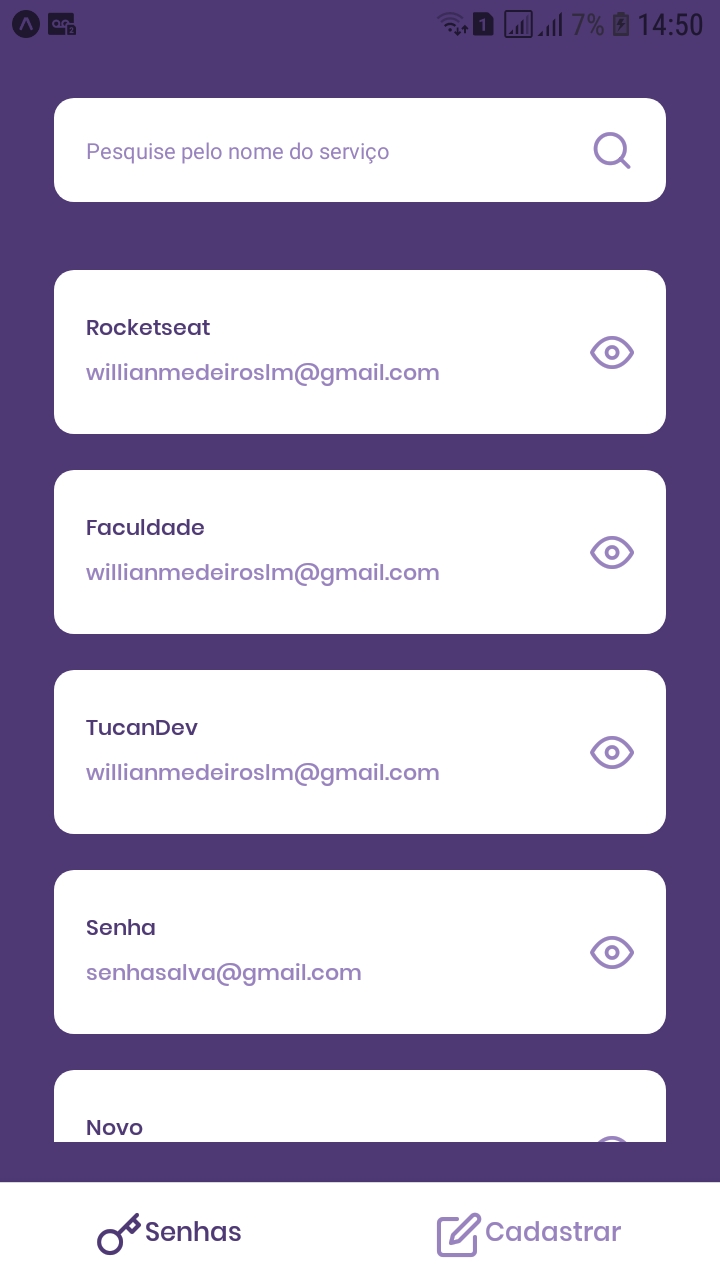 7% 14:50
Pesquise pelo nome do serviço
Rocketseat
willianmedeiroslm@gmail.com
Faculdade
willianmedeiroslm@gmail.com
TucanDev
willianmedeiroslm@gmail.com
Senha
senhasalva@gmail.com
Novo
Senhas
Cadastrar